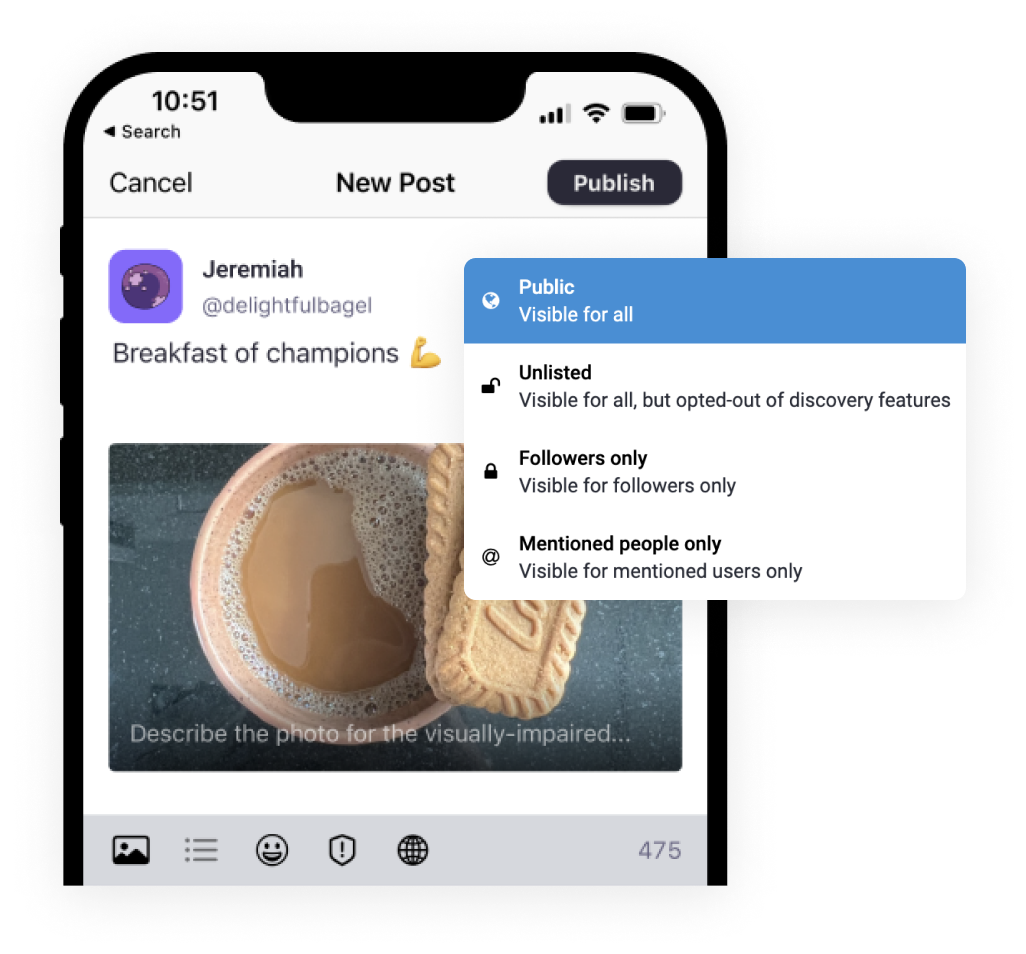 10:51
◀ Search
Cancel
New Post
Publish
Jeremiah
@delightfulbagel
Breakfast of champions 💪
Public
Visible for all
Unlisted
Visible for all, but opted-out of discovery features
Followers only
Visible for followers only
@
Mentioned people only
Visible for mentioned users only
Describe the photo for the visually-impaired...
475